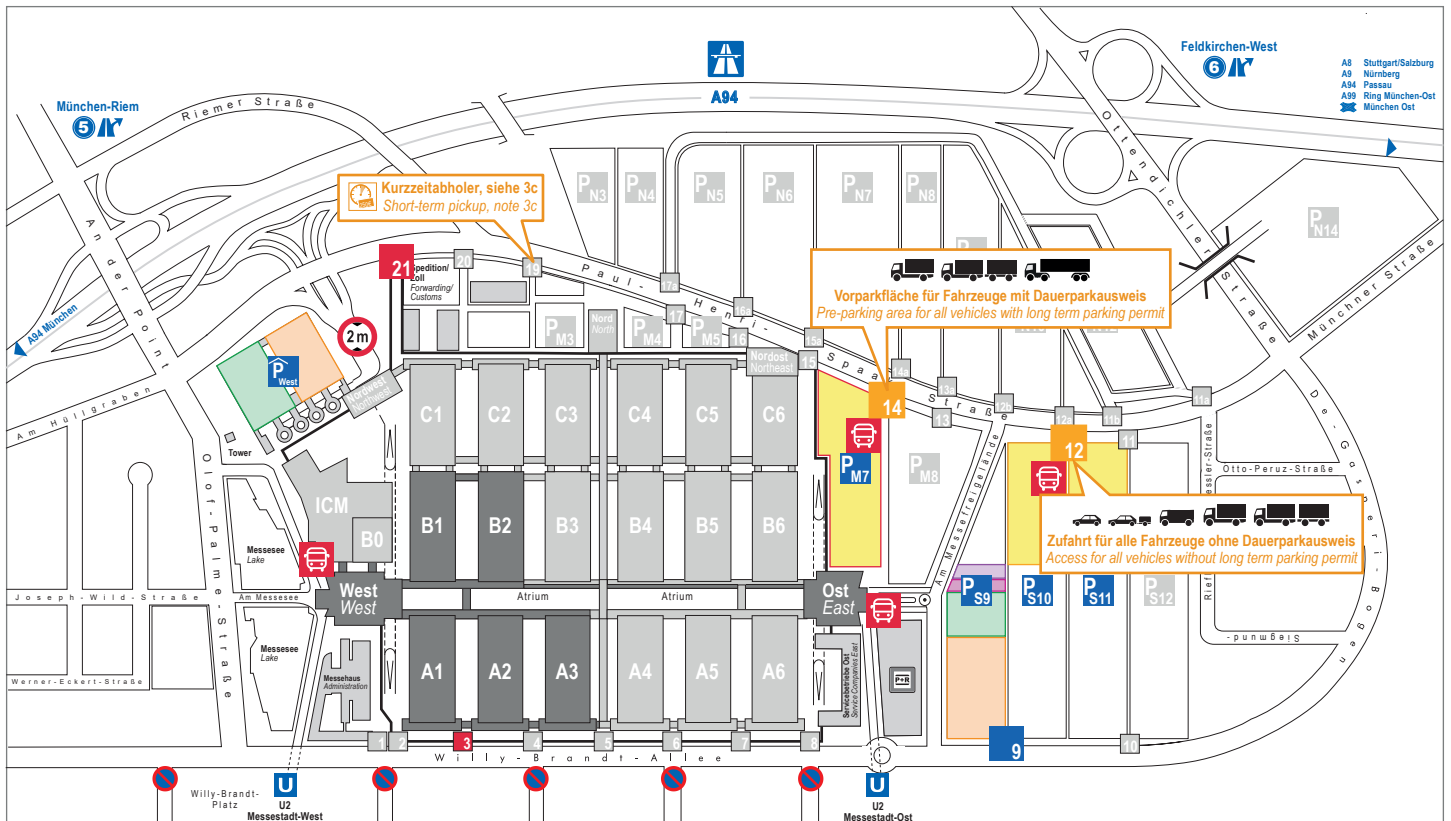 Feldkirchen-West
6
A8 Stuttgart/Salzburg
A9 Nürnberg
A94 Passau
A99 Ring München-Ost
München Ost
A94
München-Riem
5
Riemer Straße
Ottendichler Straße
Am Hüllgraben
An der Point
A94 München
Kurzzeitabholer, siehe 3c
Short-term pickup, note 3c
P N3
P N4
P N5
P N6
P N7
P N8
P N14
Münchner Straße
21
20
19
Spedition/
Zoll
Forwarding/
Customs
Paul-Henri-Spaak-Straße
17a
17
16a
16
15a
15
14a
13a
13
12b
12a
11b
11a
11
Vorparkfläche für Fahrzeuge mit Dauerparkausweis
Pre-parking area for all vehicles with long term parking permit
2 m
P West
P M3
Nord
North
P M4
P M5
Nordost
Northeast
Nordwest
Northwest
14
12
De-Gasperi-Bogen
C1
C2
C3
C4
C5
C6
P M7
P M8
Otto-Peruz-Straße
Tower
Olof-Palme-Straße
ICM
B0
B1
B2
B3
B4
B5
B6
Am Messefreigelände
Zufahrt für alle Fahrzeuge ohne Dauerparkausweis
Access for all vehicles without long term parking permit
Messesee
Lake
Joseph-Wild-Straße
Am Messesee
West
West
Atrium
Atrium
Ost
East
P S9
P S10
P S11
P S12
Siegmund-
Messesee
Lake
Werner-Eckert-Straße
Messehaus
Administration
A1
A2
A3
A4
A5
A6
Servicebetriebe Ost
Service Companies East
P+R
1
2
3
4
5
6
7
8
9
10
Willy-Brandt-Allee
Willy-Brandt-
Platz
U
U2
Messestadt-West
U
U2
Messestadt-Ost